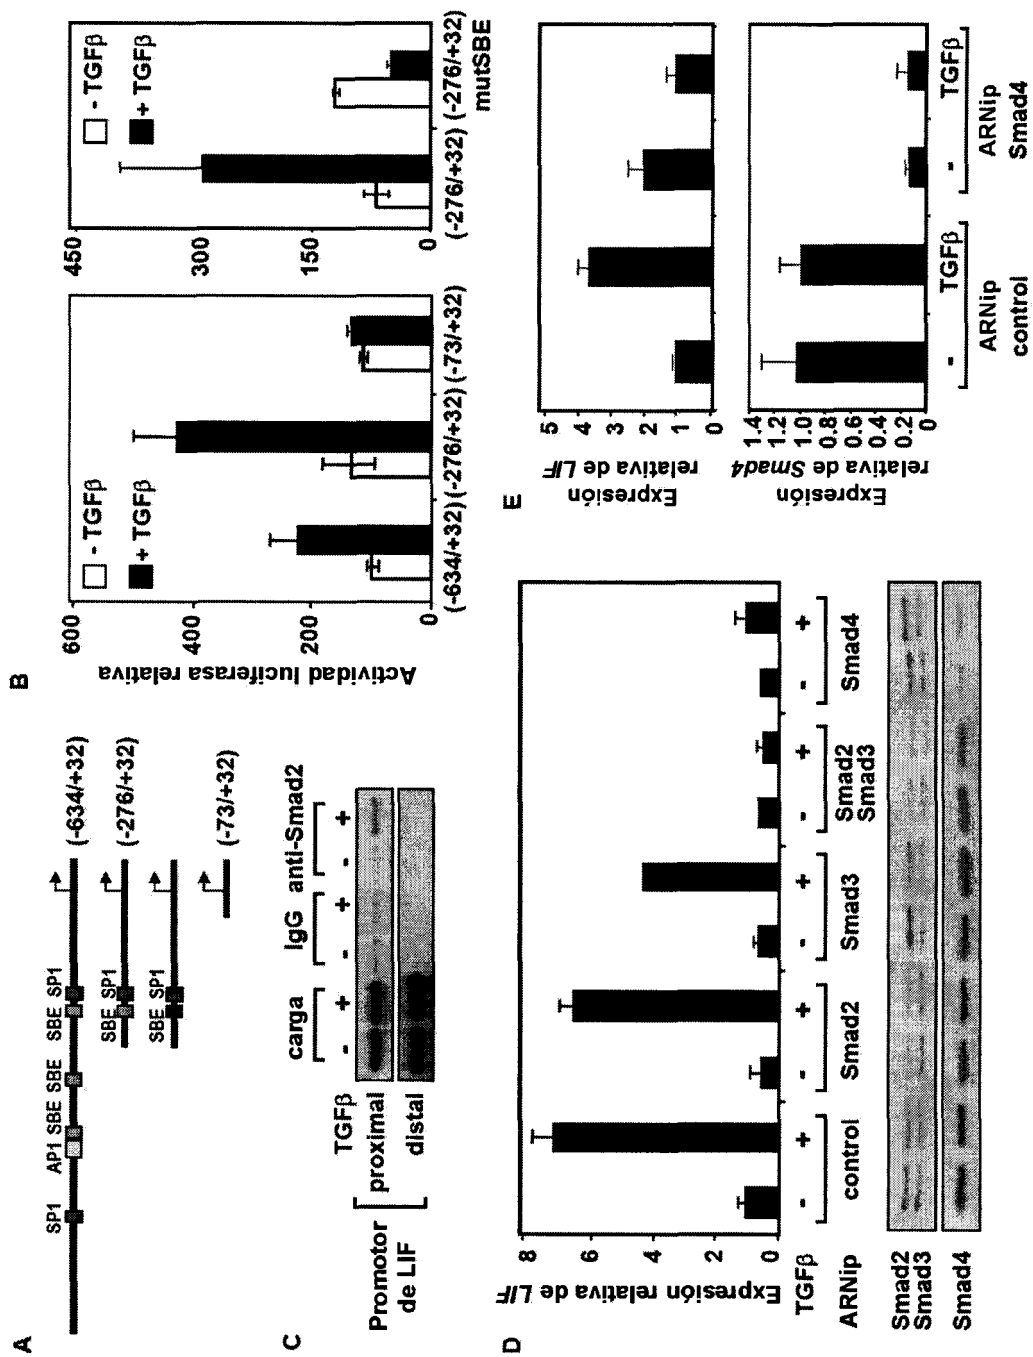 A
SP1 AP1 SBE SBE SBE SP1
(-634/+32)
SBE SP1
(-276/+32)
SBE SP1
(-73/+32)
B
Actividad luciferasa relativa
600
400
200
0
- TGFβ
+ TGFβ
(-634/+32) (-276/+32) (-73/+32)
450
300
150
0
- TGFβ
+ TGFβ
(-276/+32) (-276/+32)
mutSBE
C
carga IgG anti-Smad2
TGFβ - + - + - +
Promotor de LIF
proximal
distal
D
Expresión relativa de LIF
8
6
4
2
0
TGFβ - + - + - + - + - +
ARNip control Smad2 Smad3 Smad2 Smad3 Smad4
Smad2
Smad3
Smad4
E
Expresión relativa de LIF
5
4
3
2
1
0
Expresión relativa de Smad4
1.4
1.2
1.0
0.8
0.6
0.4
0.2
0
- TGFβ - TGFβ
ARNip control
ARNip Smad4